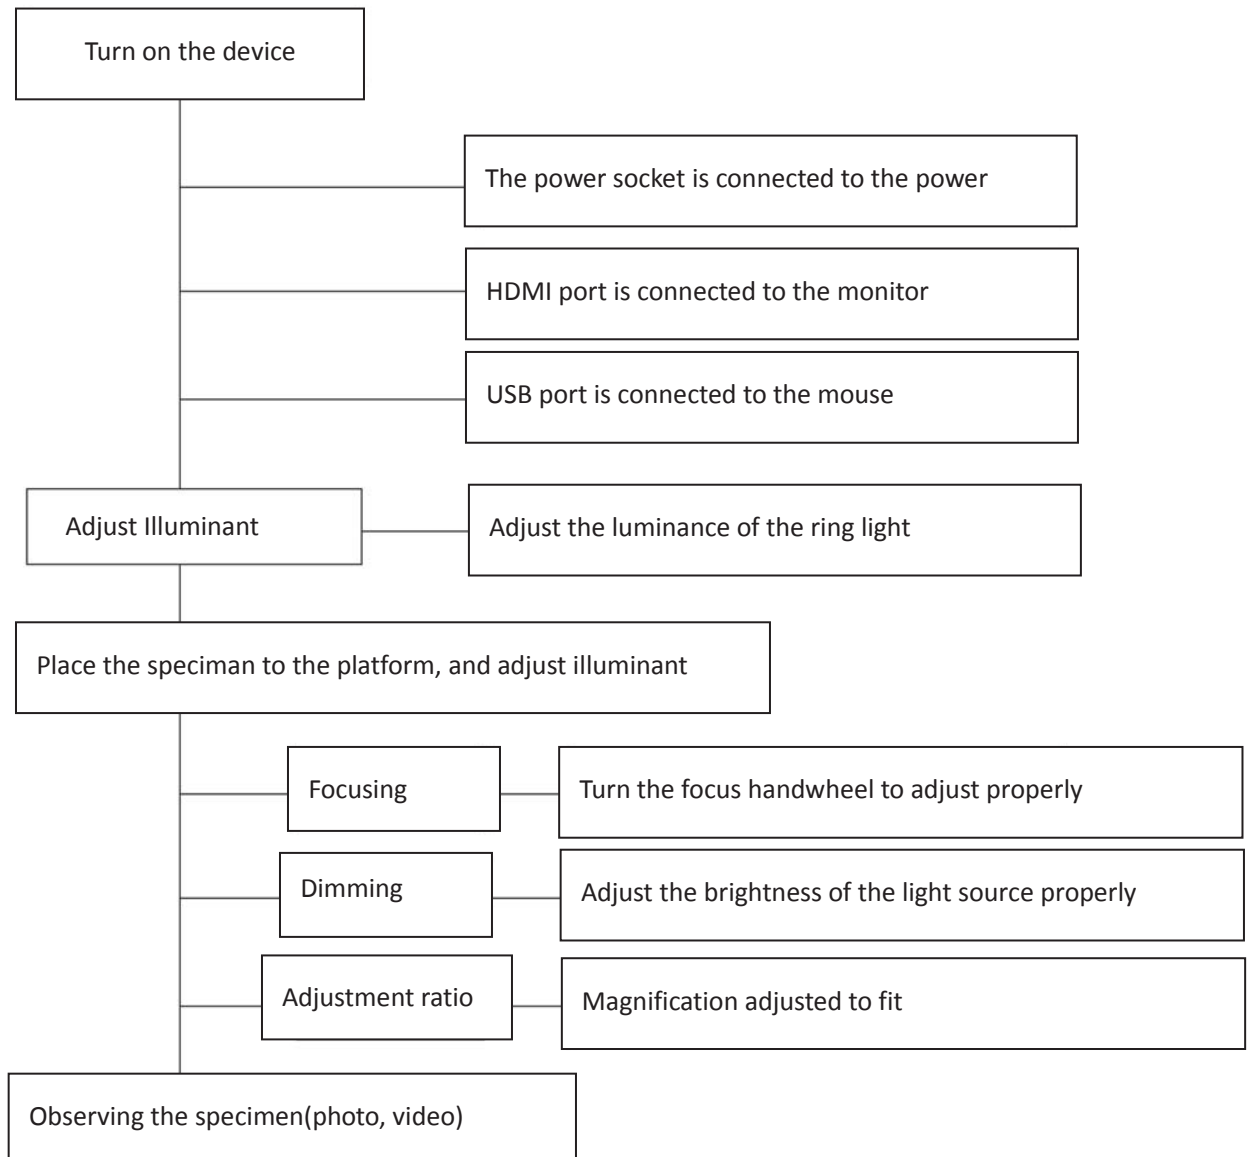 Turn on the device
The power socket is connected to the power
HDMI port is connected to the monitor
USB port is connected to the mouse
Adjust Illuminant
Adjust the luminance of the ring light
Place the speciman to the platform, and adjust illuminant
Focusing
Turn the focus handwheel to adjust properly
Dimming
Adjust the brightness of the light source properly
Adjustment ratio
Magnification adjusted to fit
Observing the specimen(photo, video)